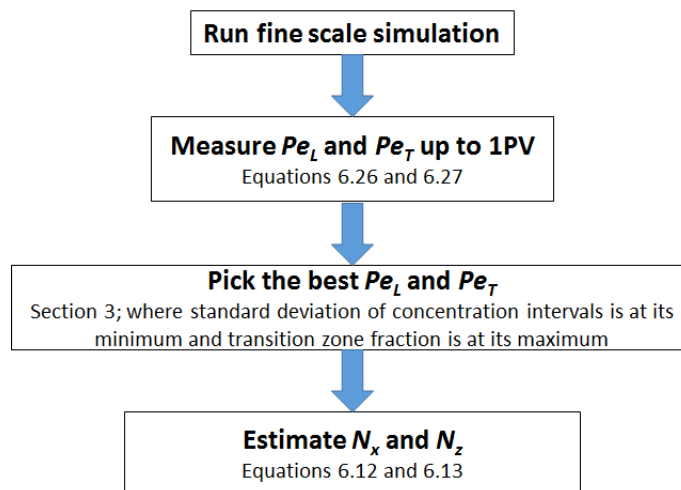 Run fine scale simulation
Measure PeL and PeT up to 1PV
Equations 6.26 and 6.27
Pick the best PeL and PeT
Section 3; where standard deviation of concentration intervals is at its
minimum and transition zone fraction is at its maximum
Estimate Nx and Nz
Equations 6.12 and 6.13